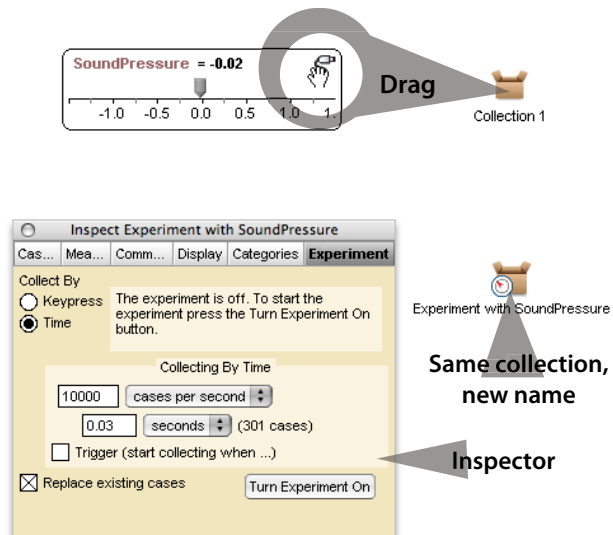 SoundPressure = -0.02
-1.0 -0.5 0.0 0.5 1.0 1.
Drag
Collection 1
Inspect Experiment with SoundPressure
Cas... Mea... Comm... Display Categories Experiment
Collect By
Keypress
Time
The experiment is off. To start the
experiment press the Turn Experiment On
button.
Experiment with SoundPressure
Collecting By Time
10000 cases per second
0.03 seconds (301 cases)
Trigger (start collecting when ...)
Replace existing cases Turn Experiment On
Same collection,
new name
Inspector